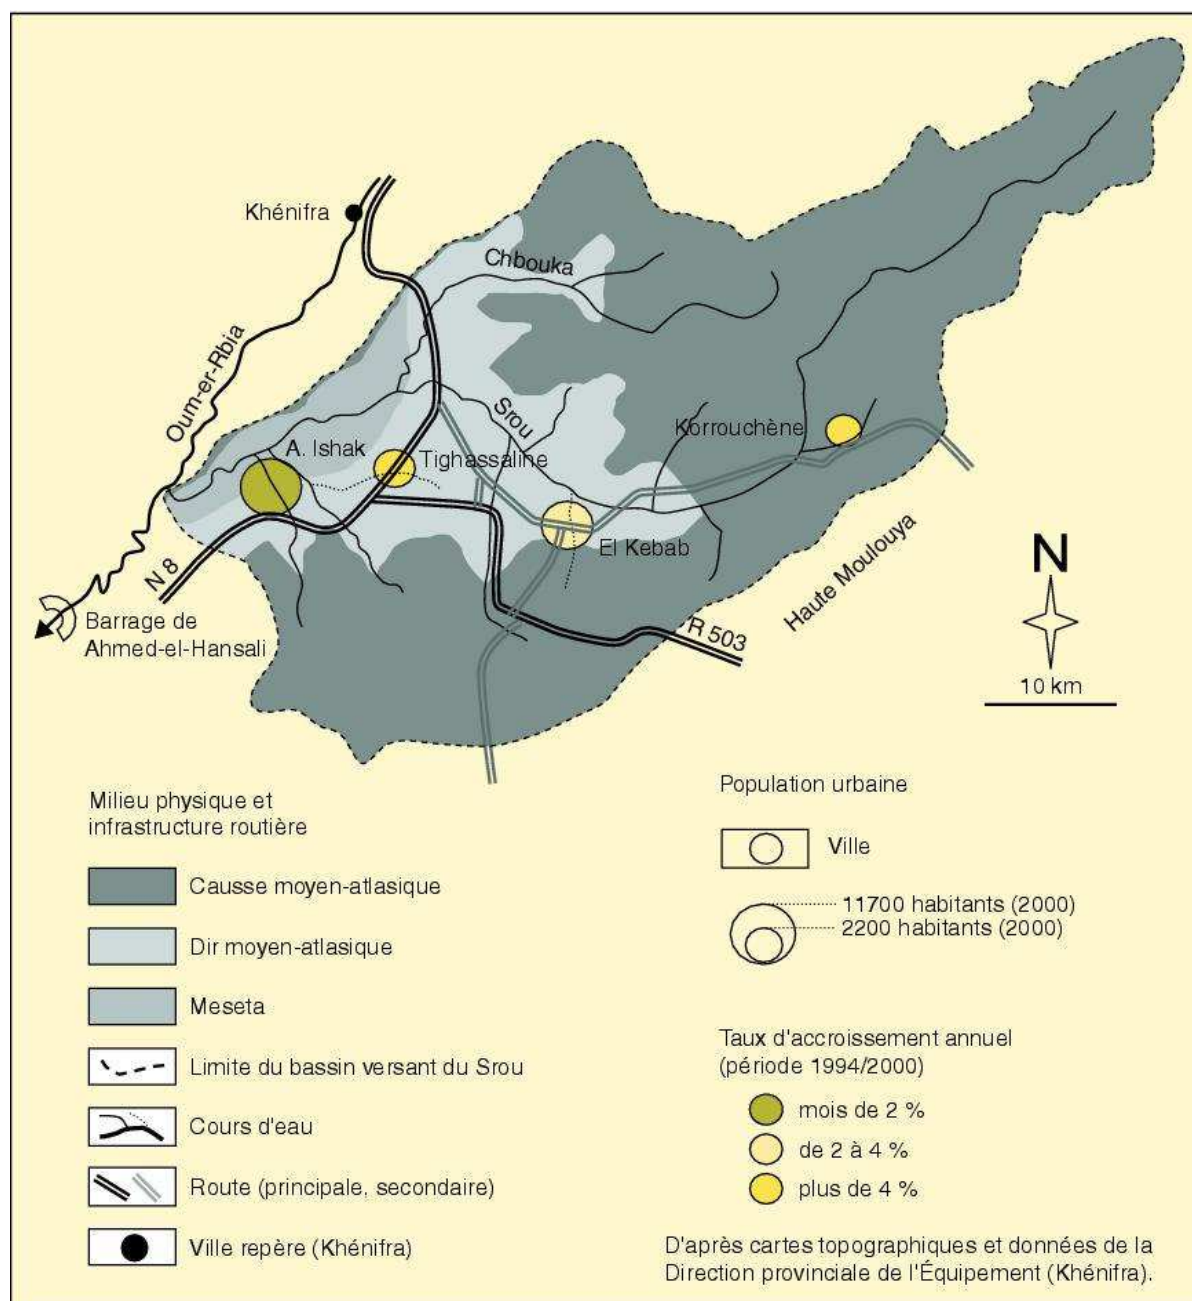 Khénifra
Chbouka
Oum-er-Rbia
Srou
Korrouchène
A. Ishak
Tighassaline
El Kebab
N 8
Haute Moulouya
R 503
Barrage de
Ahmed-el-Hansali
N
10 km
Milieu physique et
infrastructure routière
Causse moyen-atlasique
Dir moyen-atlasique
Meseta
Limite du bassin versant du Srou
Cours d'eau
Route (principale, secondaire)
Ville repère (Khénifra)
Population urbaine
Ville
11700 habitants (2000)
2200 habitants (2000)
Taux d'accroissement annuel
(période 1994/2000)
mois de 2 %
de 2 à 4 %
plus de 4 %
D'après cartes topographiques et données de la
Direction provinciale de l'Équipement (Khénifra).